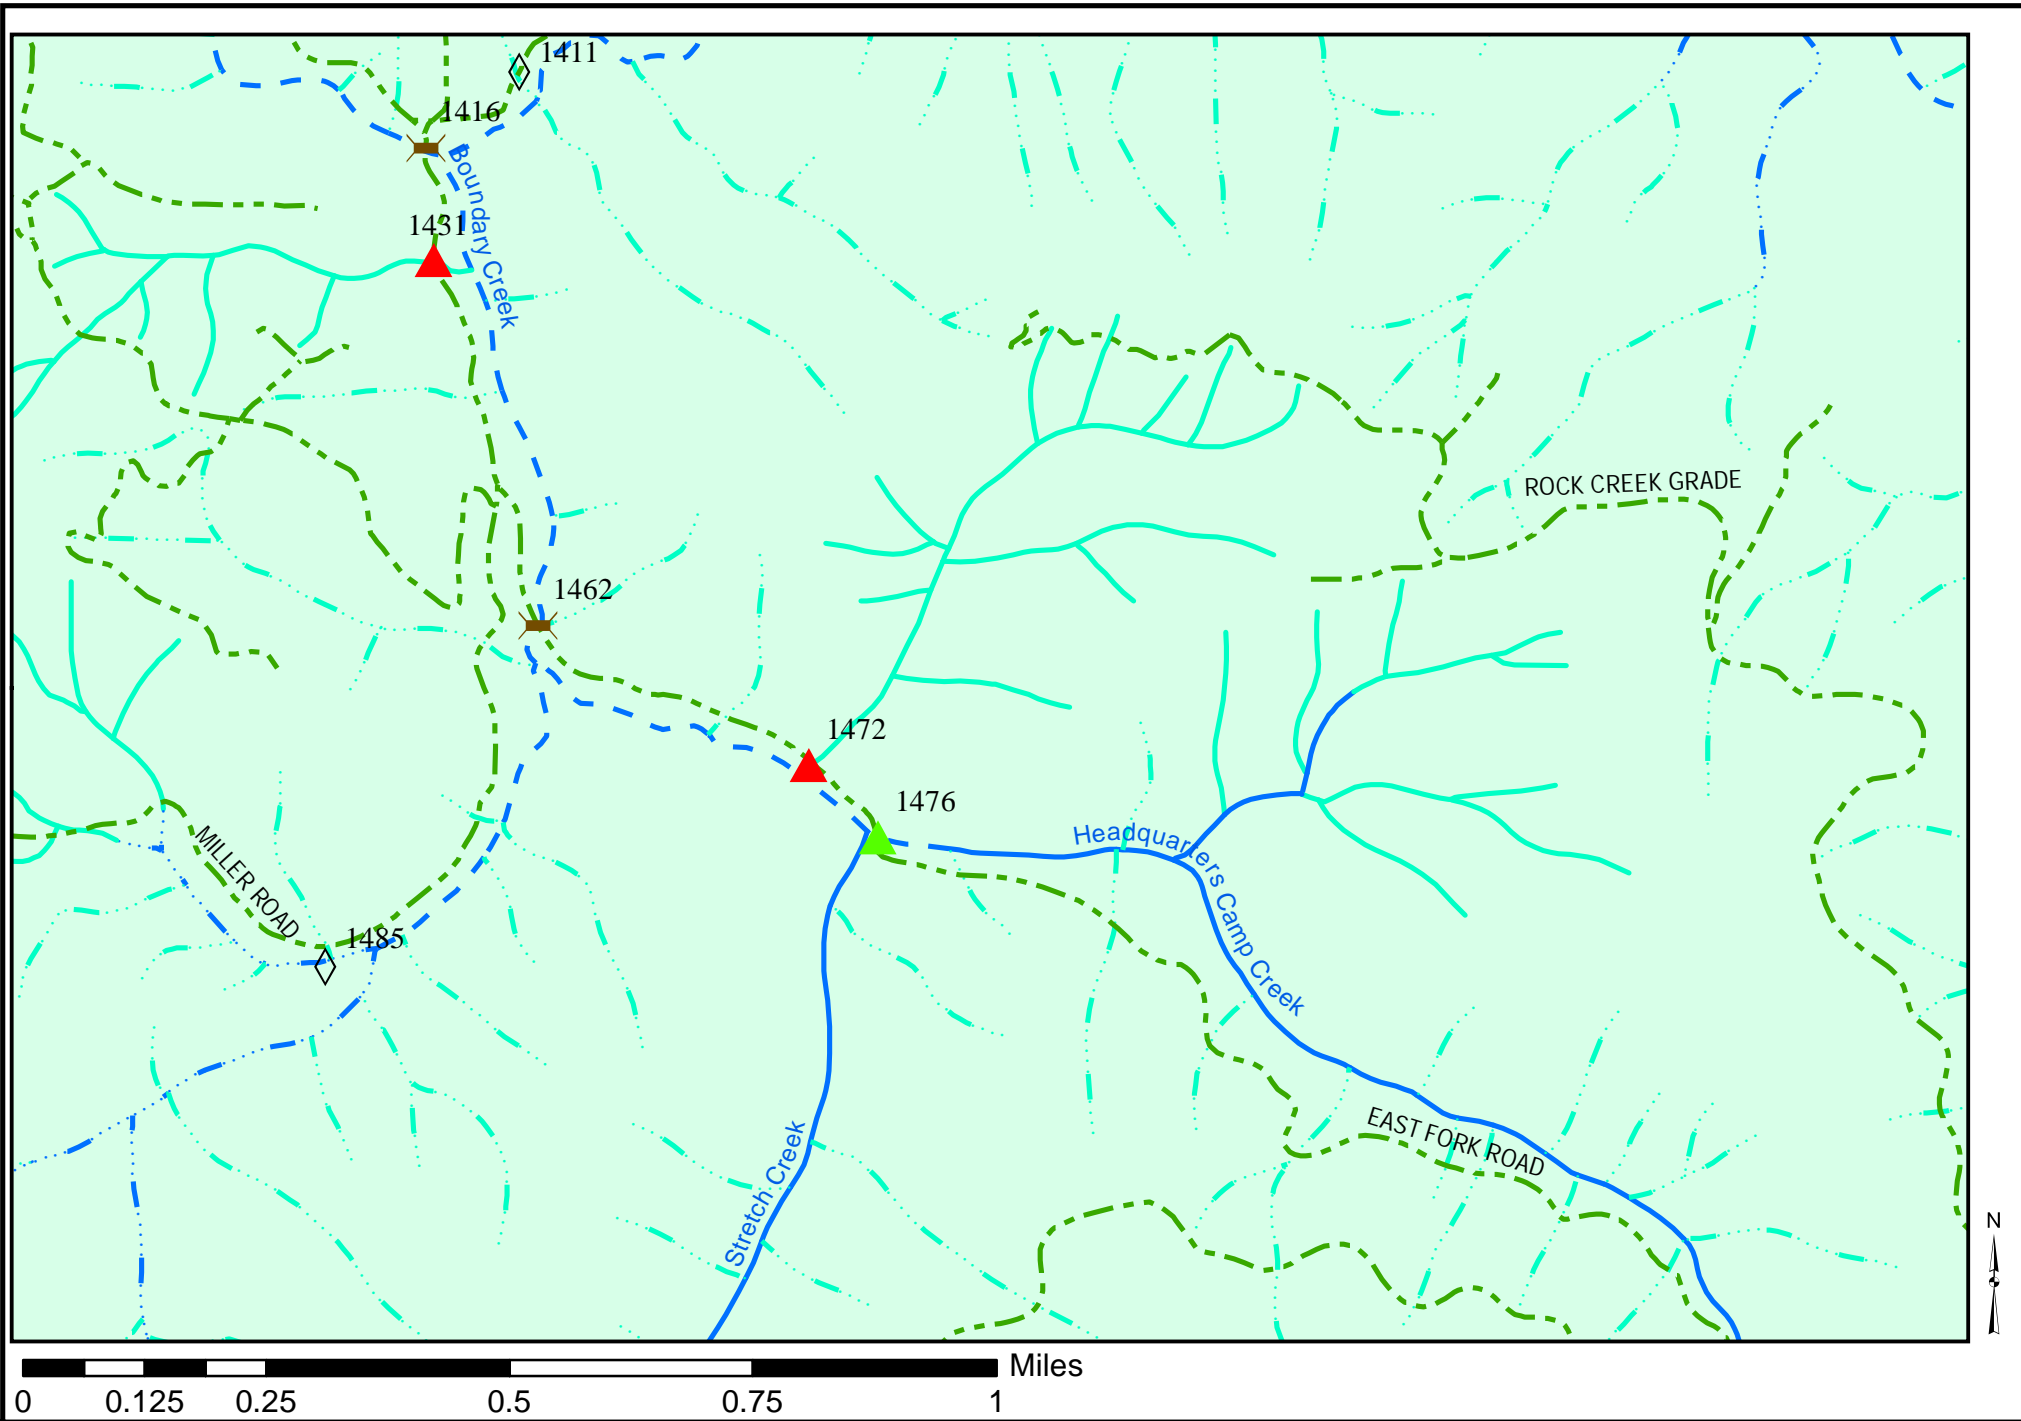 1411
1416
Boundary Creek
1431
ROCK CREEK GRADE
1462
1472
1476
Headquarters Camp Creek
MILLER ROAD
1485
EAST FORK ROAD
Stretch Creek
N
Miles
0 0.125 0.25 0.5 0.75 1